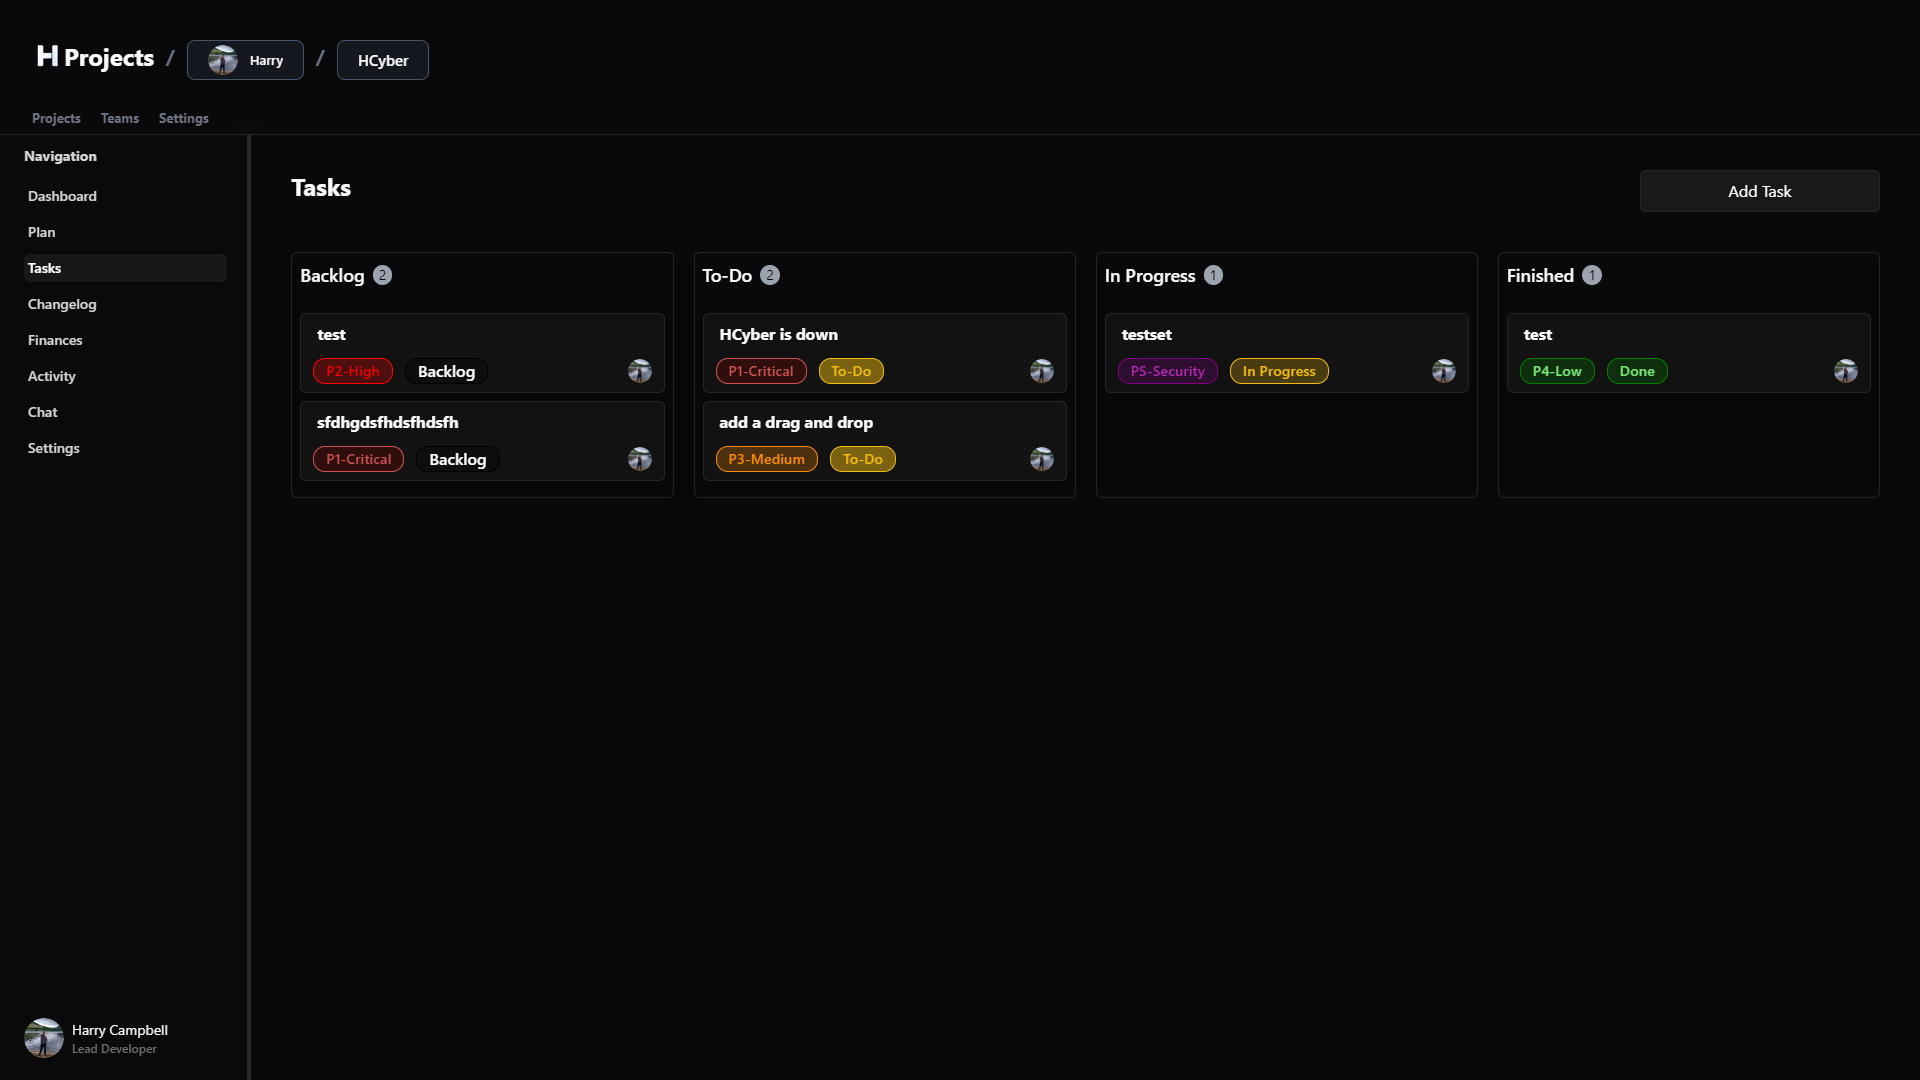 H Projects / Harry / HCyber
Projects Teams Settings
Navigation
Dashboard
Plan
Tasks
Changelog
Finances
Activity
Chat
Settings
Harry Campbell
Lead Developer
Tasks
Add Task
Backlog 2
test
P2-High Backlog
sfdhgdsfhdsfhdsfh
P1-Critical Backlog
To-Do 2
HCyber is down
P1-Critical To-Do
add a drag and drop
P3-Medium To-Do
In Progress 1
testset
PS-Security In Progress
Finished 1
test
P4-Low Done